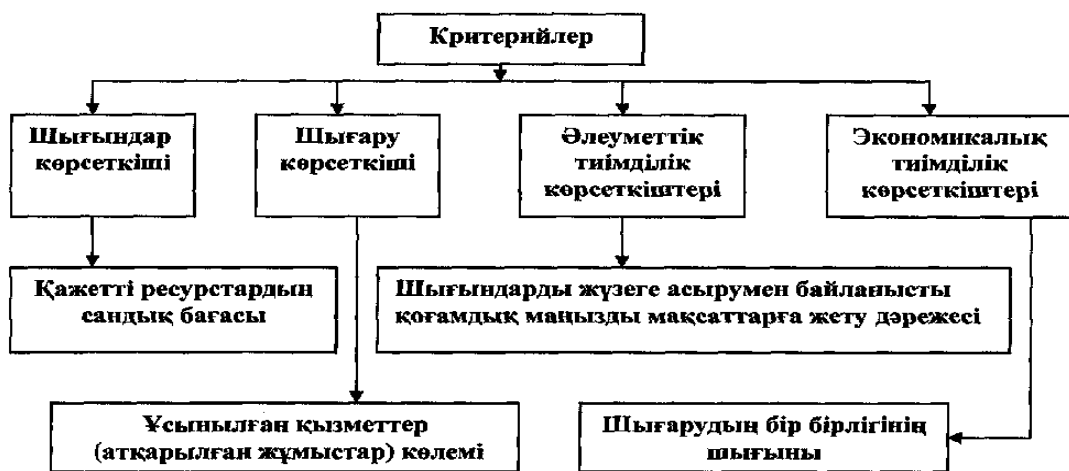 Критерийлер
Шығындар
көрсеткіші
Шығару
көрсеткіші
Әлеуметтік
тиімділік
көрсеткіштері
Экономикалық
тиімділік
көрсеткіштері
Қажетті ресурстардың
сандық бағасы
Шығындарды жүзеге асырумен байланысты
қоғамдық маңызды мақсаттарға жету дәрежесі
Ұсынылған қызметтер
(атқарылған жұмыстар) көлемі
Шығарудың бір бірлігінің
шығыны